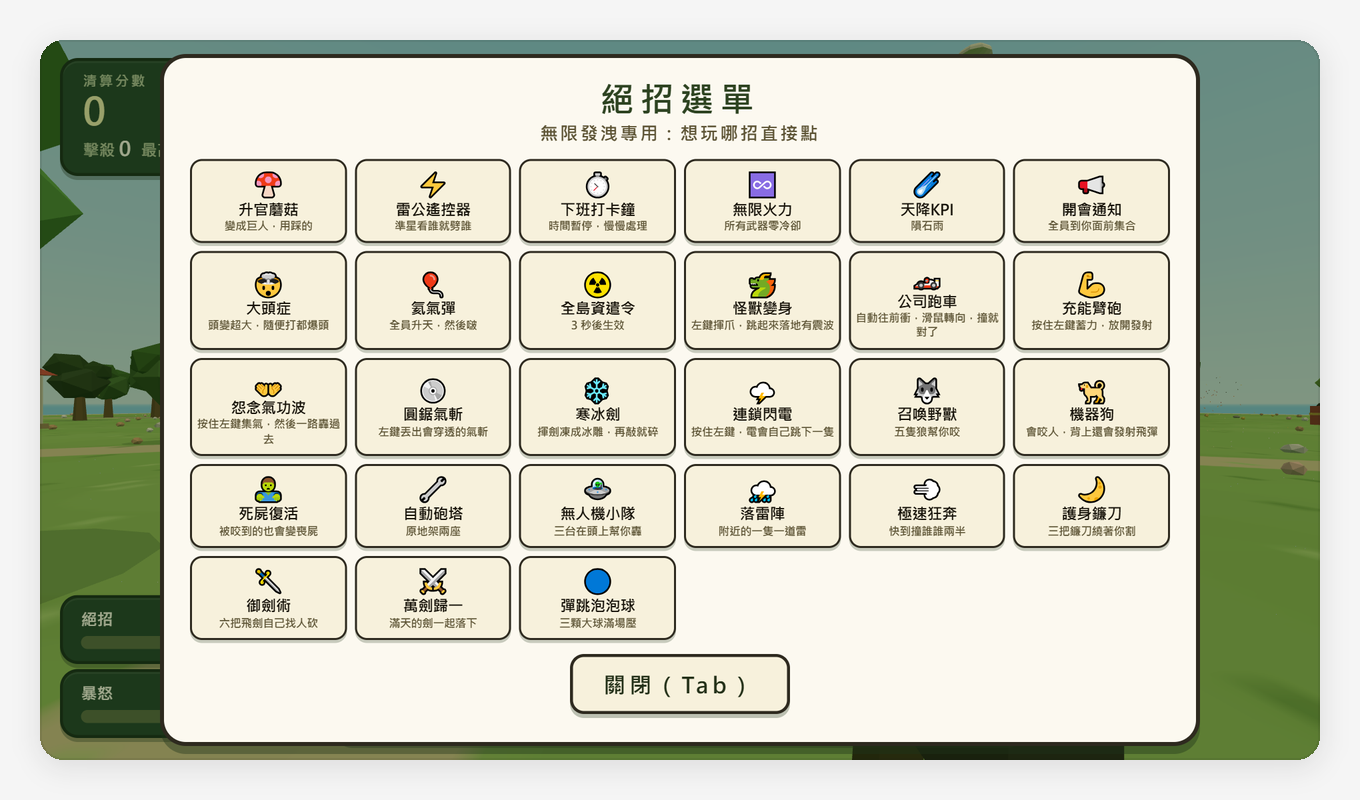 清算分數
0
擊殺 0 最
絕招選單
無限發洩專用：想玩哪招直接點
升官蘑菇
變成巨人，用踩的
雷公遙控器
準星看誰就劈誰
下班打卡鐘
時間暫停，慢慢處理
無限火力
所有武器零冷卻
天降KPI
隕石雨
開會通知
全員到你面前集合
大頭症
頭變超大，隨便打都爆頭
氦氣彈
全員升天，然後啵
全島資遣令
3 秒後生效
怪獸變身
左鍵揮爪，跳起來落地有震波
公司跑車
自動往前衝，滑鼠轉向，撞就
對了
充能臂砲
按住左鍵蓄力，放開發射
怨念氣功波
按住左鍵集氣，然後一路轟過
去
圓鋸氣斬
左鍵丟出會穿透的氣斬
寒冰劍
揮劍凍成冰雕，再敲就碎
連鎖閃電
按住左鍵，電會自己跳下一隻
召喚野獸
五隻狼幫你咬
機器狗
會咬人，背上還會發射飛彈
死屍復活
被咬到的也會變喪屍
自動砲塔
原地架兩座
無人機小隊
三台在頭上幫你轟
落雷陣
附近的一隻一道雷
極速狂奔
快到撞誰誰兩半
護身鐮刀
三把鐮刀繞著你割
御劍術
六把飛劍自己找人砍
萬劍歸一
滿天的劍一起落下
彈跳泡泡球
三顆大球滿場壓
絕招
暴怒
關閉（Tab）